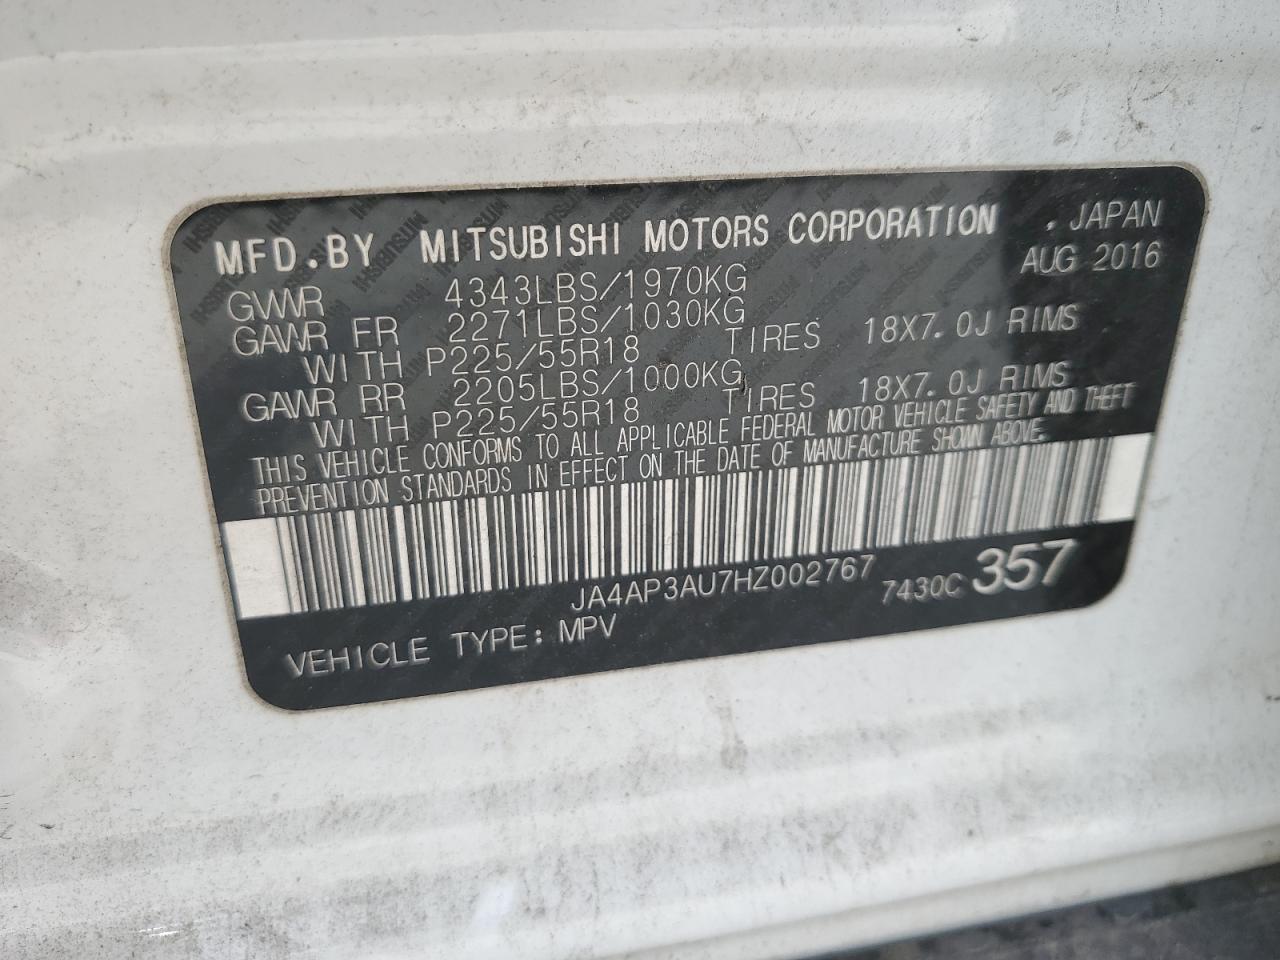 MFD.BY MITSUBISHI MOTORS CORPORATION . JAPAN
AUG 2016
GVWR 4343LBS/1970KG
GAWR FR 2271LBS/1030KG
WITH P225/55R18 TIRES 18X7.0J RIMS
GAWR RR 2205LBS/1000KG
WITH P225/55R18 TIRES 18X7.0J RIMS
THIS VEHICLE CONFORMS TO ALL APPLICABLE FEDERAL MOTOR VEHICLE SAFETY AND THEFT
PREVENTION STANDARDS IN EFFECT ON THE DATE OF MANUFACTURE SHOWN ABOVE.
JA4AP3AU7HZ002767 7430C 357
VEHICLE TYPE: MPV